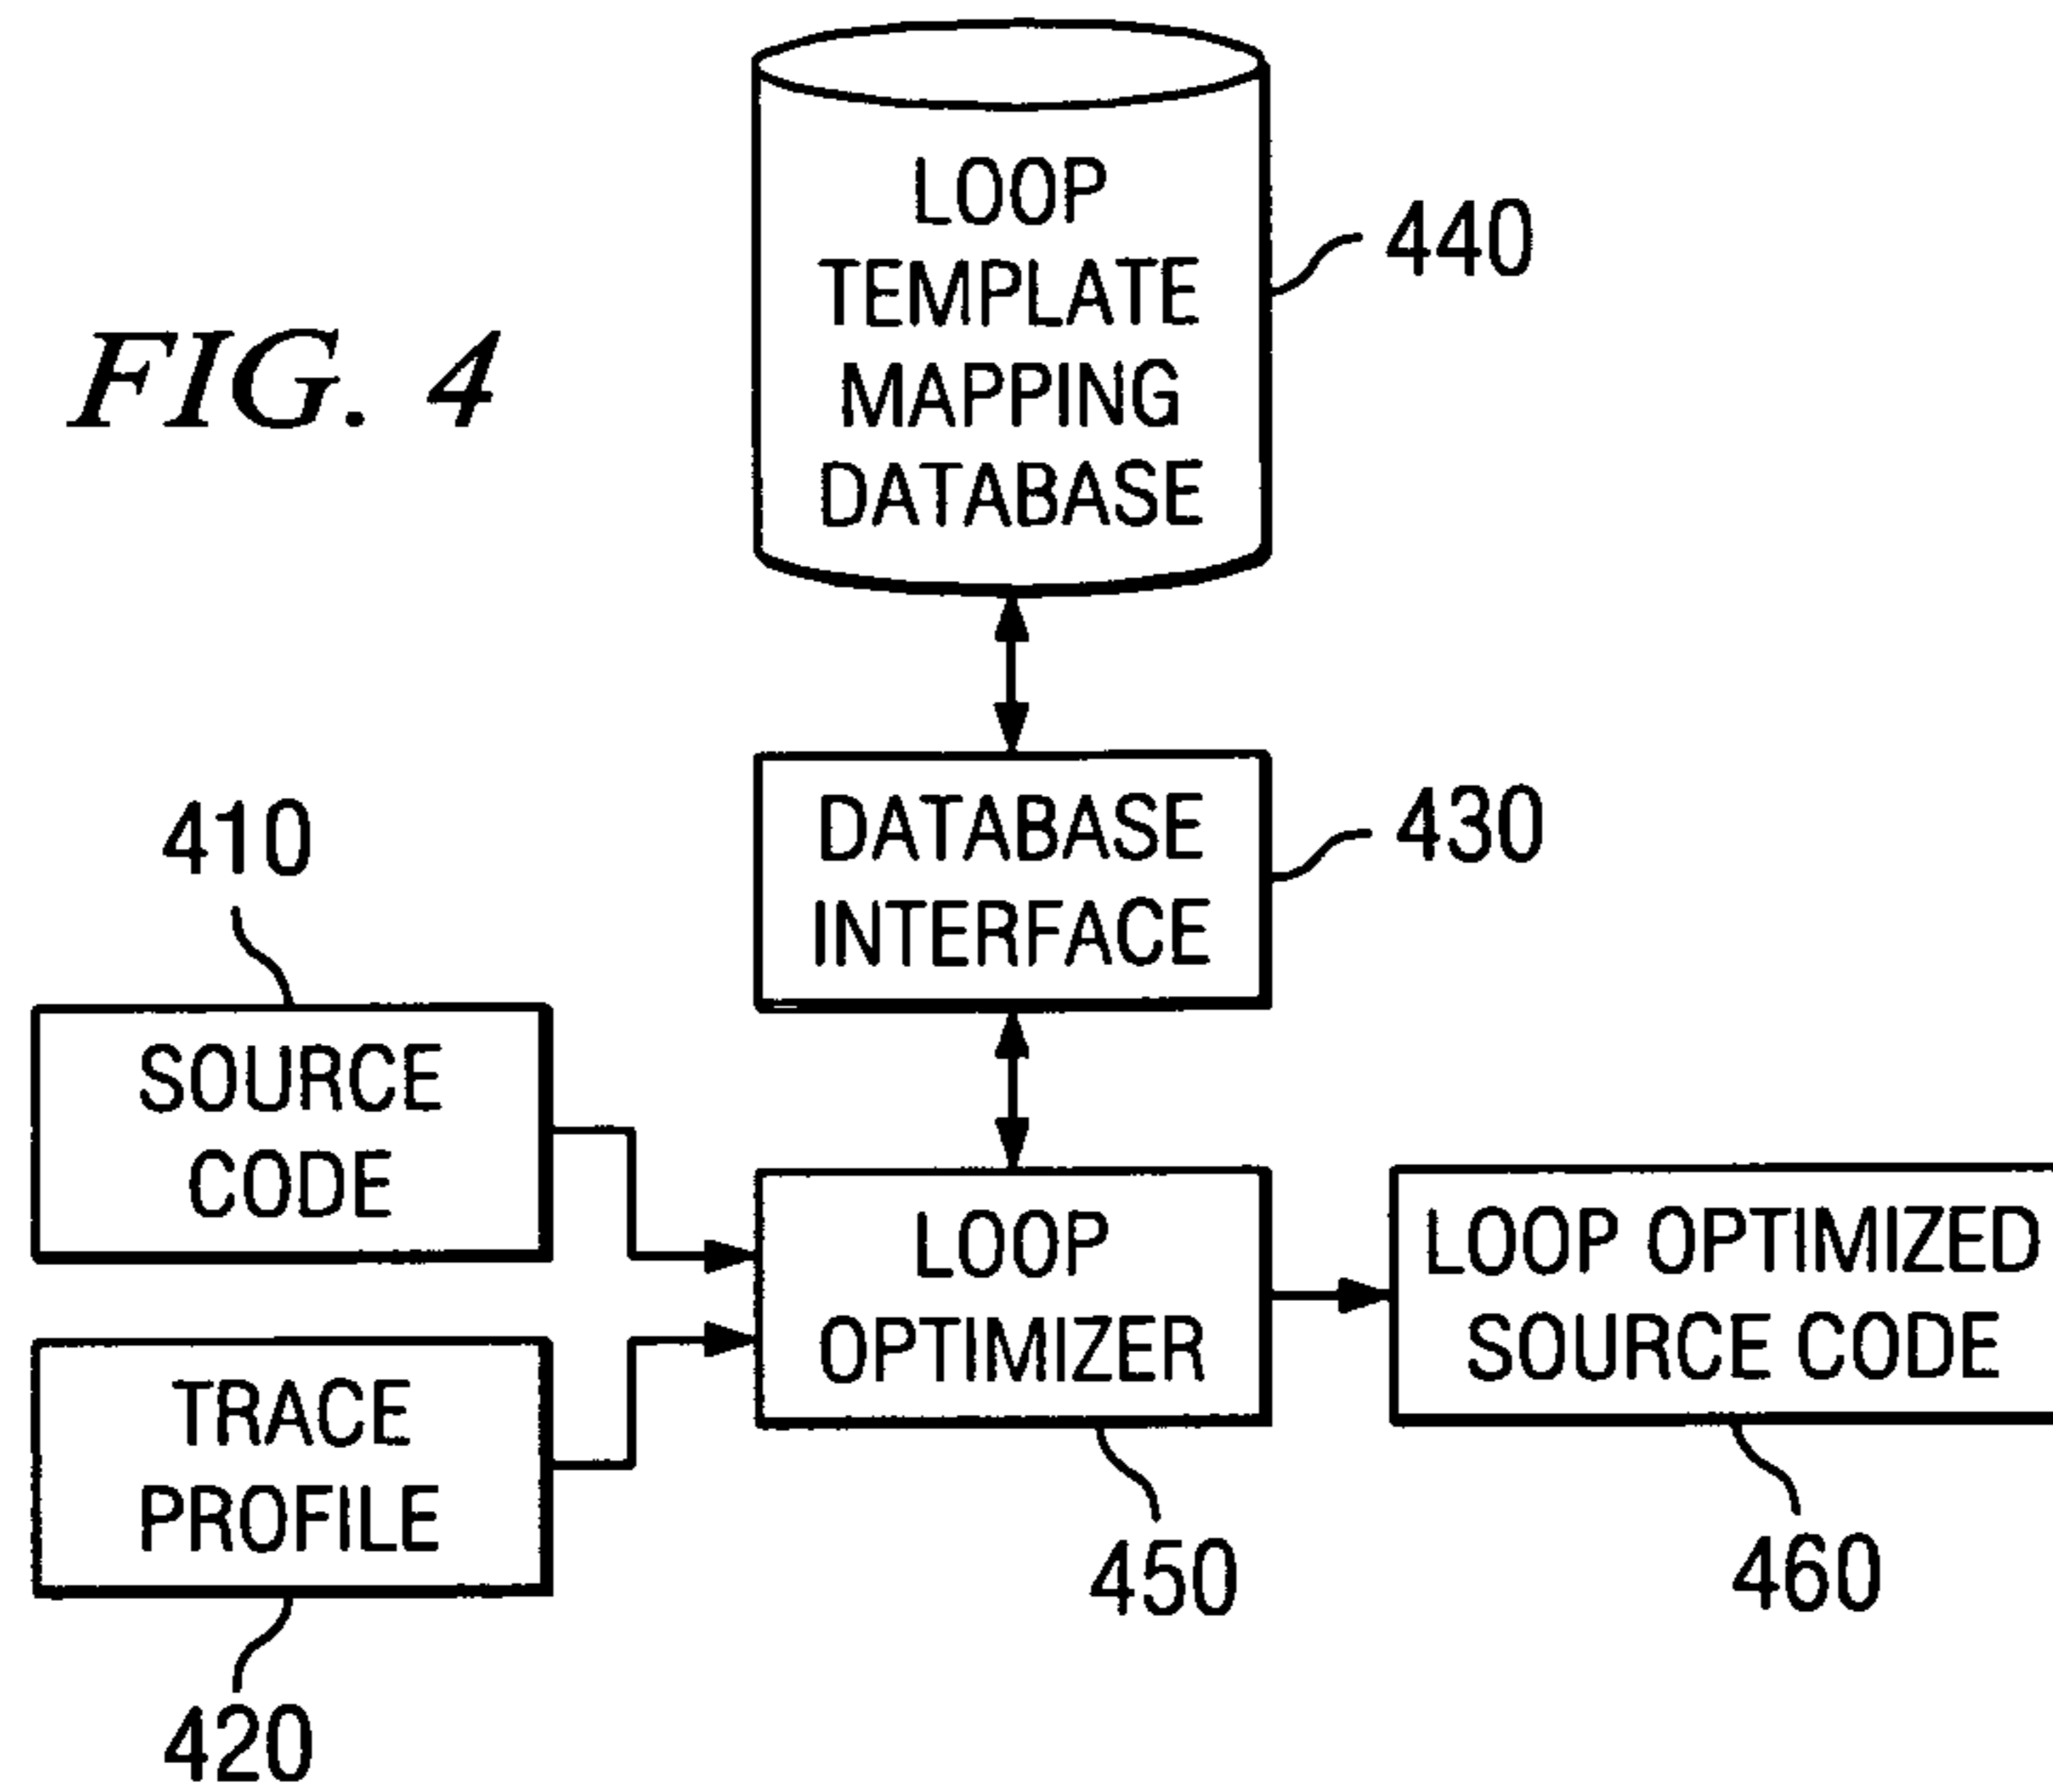 FIG. 4
LOOP
TEMPLATE
MAPPING
DATABASE
440
DATABASE
INTERFACE
430
410
SOURCE
CODE
TRACE
PROFILE
420
LOOP
OPTIMIZER
450
LOOP OPTIMIZED
SOURCE CODE
460